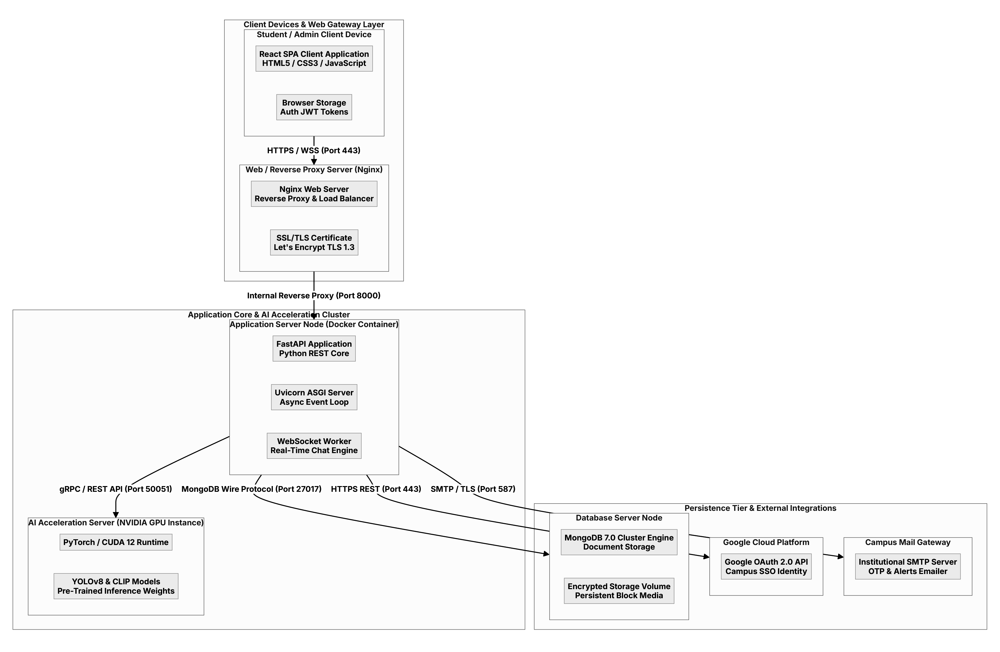 Client Devices & Web Gateway Layer
Student / Admin Client Device
React SPA Client Application
HTML5 / CSS3 / JavaScript
Browser Storage
Auth JWT Tokens
HTTPS / WSS (Port 443)
Web / Reverse Proxy Server (Nginx)
Nginx Web Server
Reverse Proxy & Load Balancer
SSL/TLS Certificate
Let's Encrypt TLS 1.3
Internal Reverse Proxy (Port 8000)
Application Core & AI Acceleration Cluster
Application Server Node (Docker Container)
FastAPI Application
Python REST Core
Uvicorn ASGI Server
Async Event Loop
WebSocket Worker
Real-Time Chat Engine
gRPC / REST API (Port 50051)
MongoDB Wire Protocol (Port 27017)
HTTPS REST (Port 443)
SMTP / TLS (Port 587)
AI Acceleration Server (NVIDIA GPU Instance)
PyTorch / CUDA 12 Runtime
YOLOv8 & CLIP Models
Pre-Trained Inference Weights
Persistence Tier & External Integrations
Database Server Node
MongoDB 7.0 Cluster Engine
Document Storage
Encrypted Storage Volume
Persistent Block Media
Google Cloud Platform
Google OAuth 2.0 API
Campus SSO Identity
Campus Mail Gateway
Institutional SMTP Server
OTP & Alerts Emailer